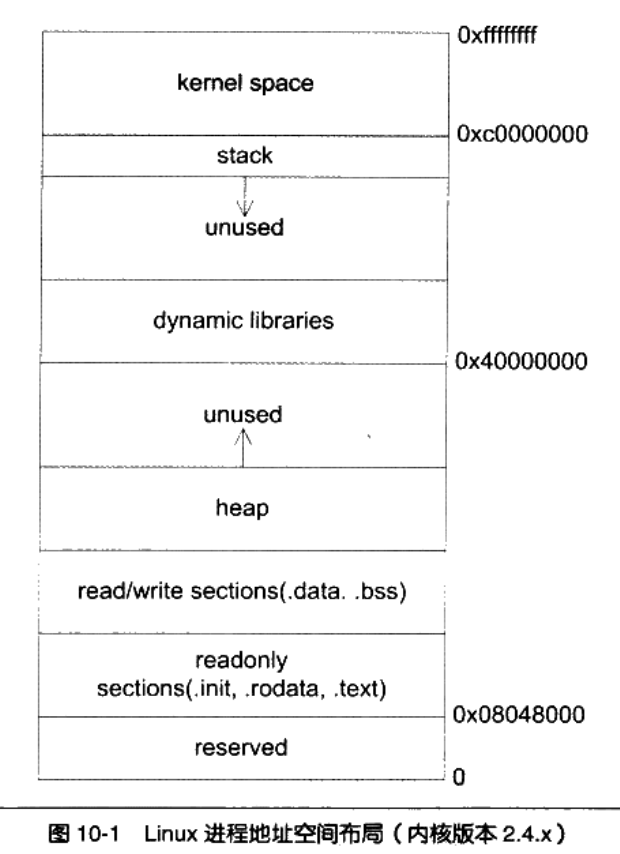 0xffffffff
kernel space
0xc0000000
stack
unused
dynamic libraries
0x40000000
unused
heap
read/write sections(.data. .bss)
readonly
sections(.init, .rodata, .text)
0x08048000
reserved
0
图 10-1 Linux 进程地址空间布局（内核版本 2.4.x）